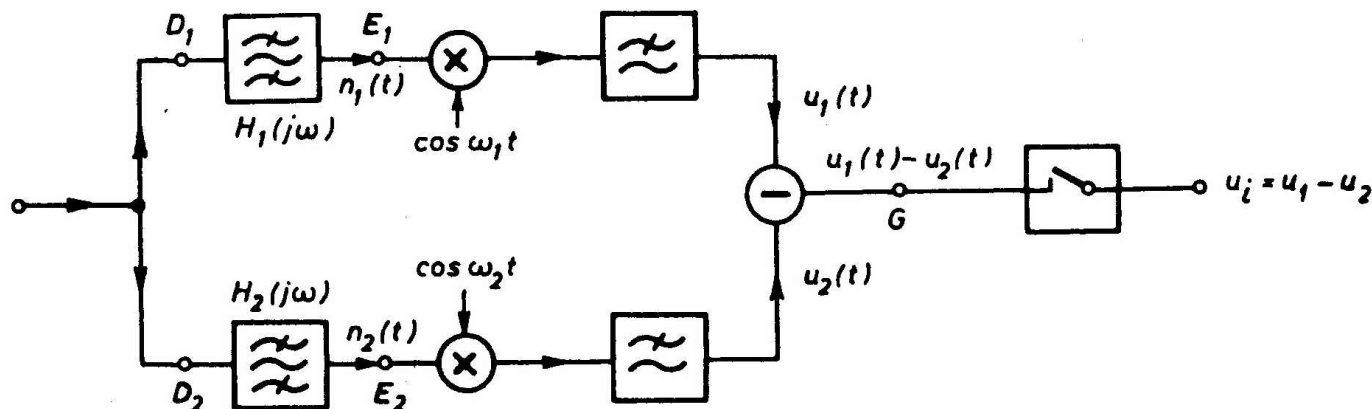 D₁
E₁
n₁(t)
H₁(jω)
cos ω₁t
u₁(t)
u₁(t)-u₂(t)
G
uᵢ = u₁ - u₂
u₂(t)
cos ω₂t
H₂(jω)
n₂(t)
D₂
E₂